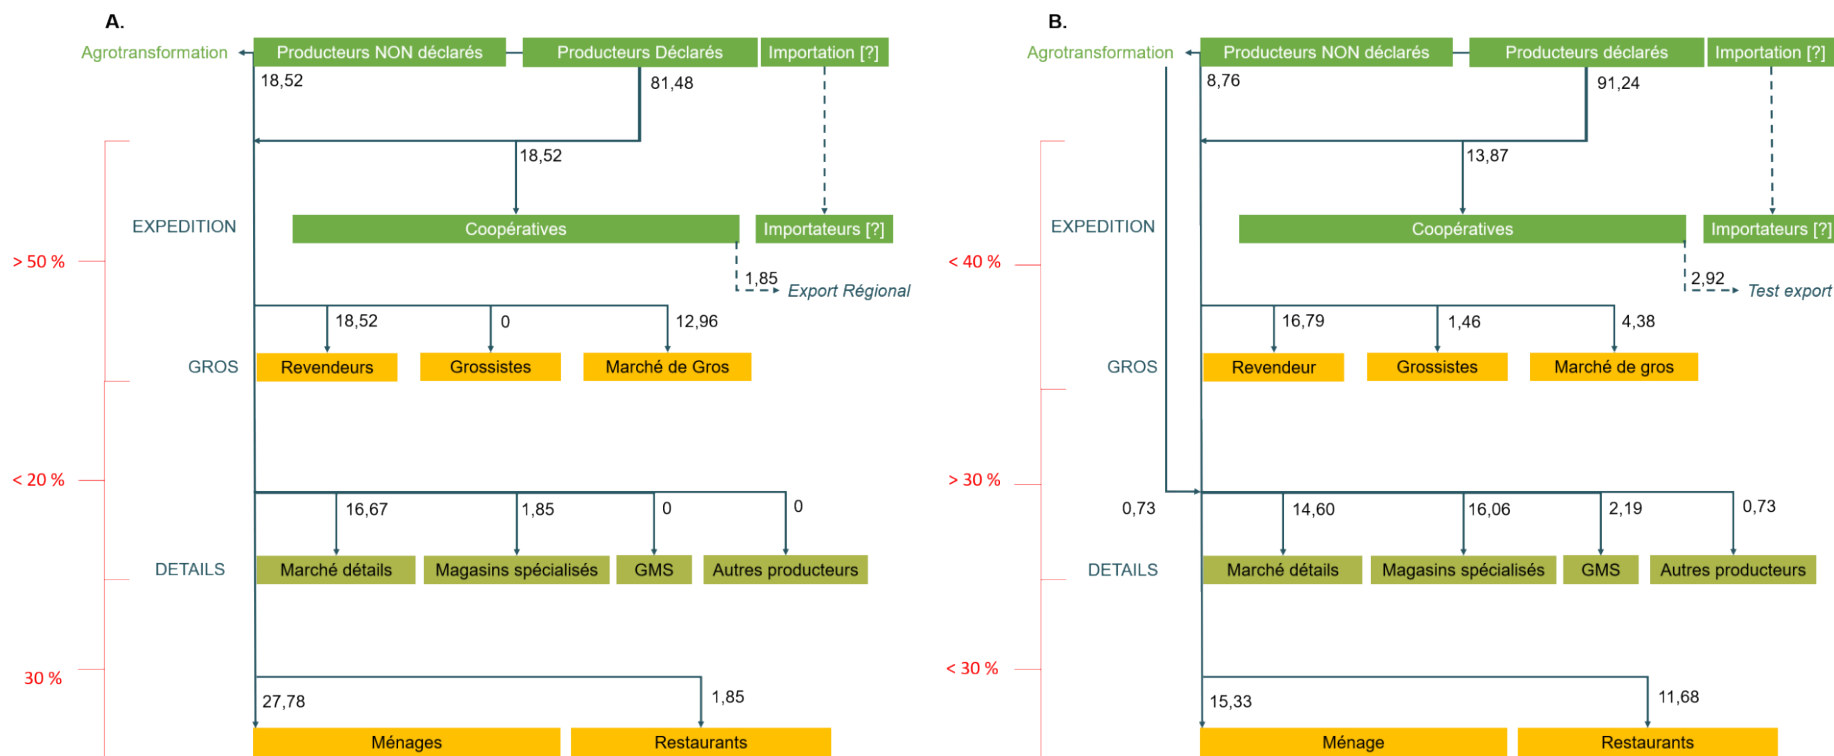 A.
Agrotransformation
Producteurs NON déclarés
Producteurs Déclarés
Importation [?]
18,52
81,48
18,52
EXPEDITION
Coopératives
Importateurs [?]
> 50 %
1,85
Export Régional
18,52
0
12,96
GROS
Revendeurs
Grossistes
Marché de Gros
< 20 %
16,67
1,85
0
0
DETAILS
Marché détails
Magasins spécialisés
GMS
Autres producteurs
30 %
27,78
1,85
Ménages
Restaurants
B.
Agrotransformation
Producteurs NON déclarés
Producteurs déclarés
Importation [?]
8,76
91,24
13,87
EXPEDITION
Coopératives
Importateurs [?]
< 40 %
2,92
Test export
16,79
1,46
4,38
GROS
Revendeur
Grossistes
Marché de gros
> 30 %
0,73
14,60
16,06
2,19
0,73
DETAILS
Marché détails
Magasins spécialisés
GMS
Autres producteurs
< 30 %
15,33
11,68
Ménage
Restaurants